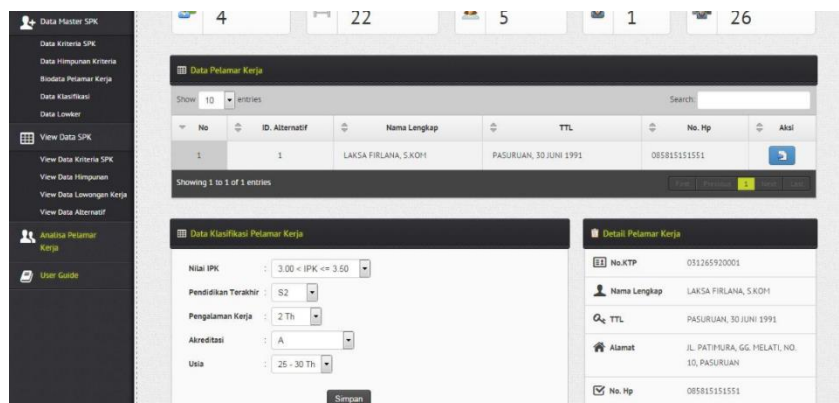 Data Master SPK
Data Kriteria SPK
Data Himpunan Kriteria
Biodata Pelamar Kerja
Data Klasifikasi
Data Lowker
View Data SPK
View Data Kriteria SPK
View Data Himpunan
View Data Lowongan Kerja
View Data Alternatif
Analisa Pelamar
Kerja
User Guide
4 22 5 1 26
Data Pelamar Kerja
Show 10 entries Search:
No ID. Alternatif Nama Lengkap TTL No. Hp Aksi
1 1 LAKSA FIRLANA, S.KOM PASURUAN, 30 JUNI 1991 085815151551
Showing 1 to 1 of 1 entries First Previous 1 Next Last
Data Klasifikasi Pelamar Kerja
Nilai IPK : 3.00 < IPK <= 3.50
Pendidikan Terakhir : S2
Pengalaman Kerja : 2 Th
Akreditasi : A
Usia : 25 - 30 Th
Simpan
Detail Pelamar Kerja
No.KTP 031265920001
Nama Lengkap LAKSA FIRLANA, S.KOM
TTL PASURUAN, 30 JUNI 1991
Alamat JL. PATIMURA, GG. MELATI, NO.
10, PASURUAN
No. Hp 085815151551